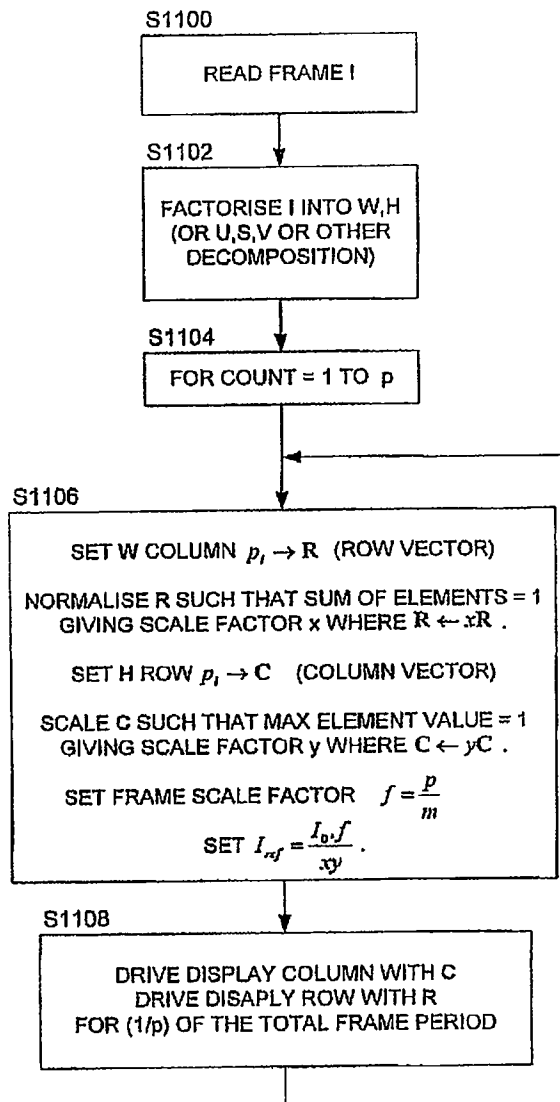 S1100
READ FRAME I
S1102
FACTORISE I INTO W,H
(OR U,S,V OR OTHER
DECOMPOSITION)
S1104
FOR COUNT = 1 TO p
S1106
SET W COLUMN pᵢ → R (ROW VECTOR)
NORMALISE R SUCH THAT SUM OF ELEMENTS = 1
GIVING SCALE FACTOR x WHERE R ← xR .
SET H ROW pᵢ → C (COLUMN VECTOR)
SCALE C SUCH THAT MAX ELEMENT VALUE = 1
GIVING SCALE FACTOR y WHERE C ← yC .
SET FRAME SCALE FACTOR f = p/m
SET I_ref = I₀.f/xy .
S1108
DRIVE DISPLAY COLUMN WITH C
DRIVE DISAPLY ROW WITH R
FOR (1/p) OF THE TOTAL FRAME PERIOD